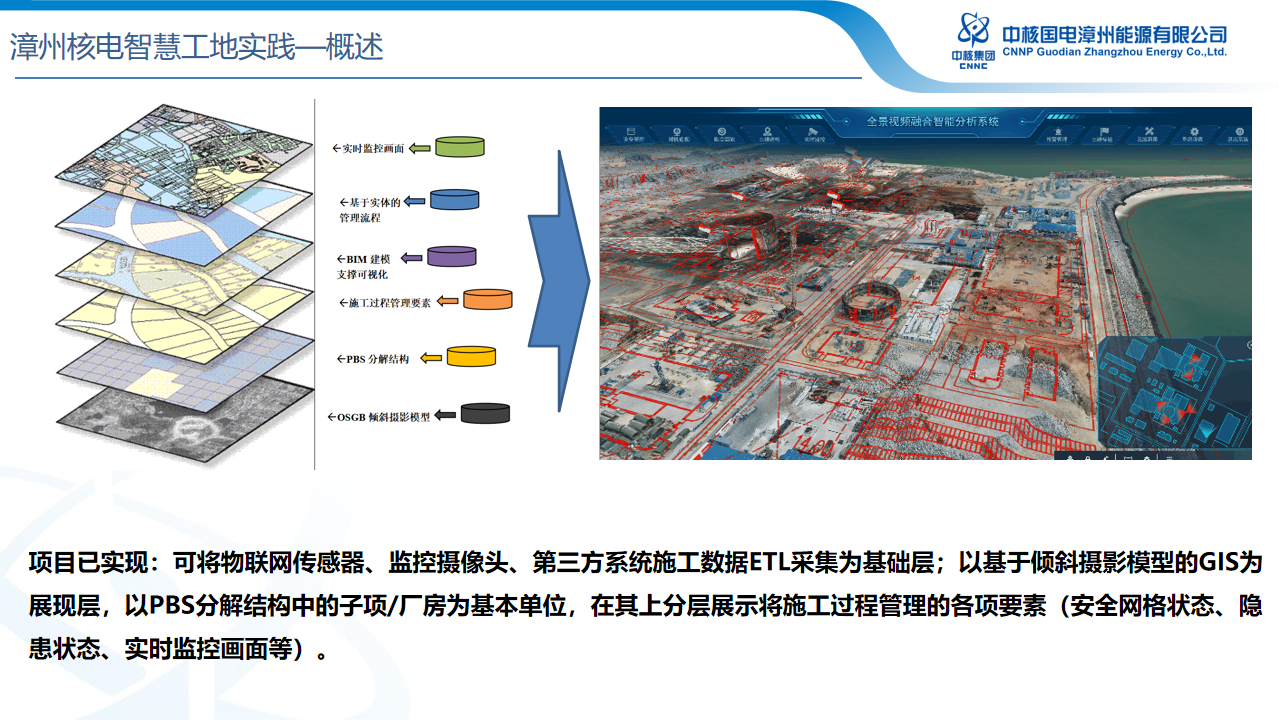 漳州核电智慧工地实践—概述
中核集团
CNNC
中核国电漳州能源有限公司
CNNP Guodian Zhangzhou Energy Co.,Ltd.
←实时监控画面
←基于实体的
管理流程
←BIM 建模
支撑可视化
←施工过程管理要素
←PBS 分解结构
←OSGB 倾斜摄影模型
全景视频融合智能分析系统
项目已实现：可将物联网传感器、监控摄像头、第三方系统施工数据ETL采集为基础层；以基于倾斜摄影模型的GIS为
展现层，以PBS分解结构中的子项/厂房为基本单位，在其上分层展示将施工过程管理的各项要素（安全网格状态、隐
患状态、实时监控画面等）。